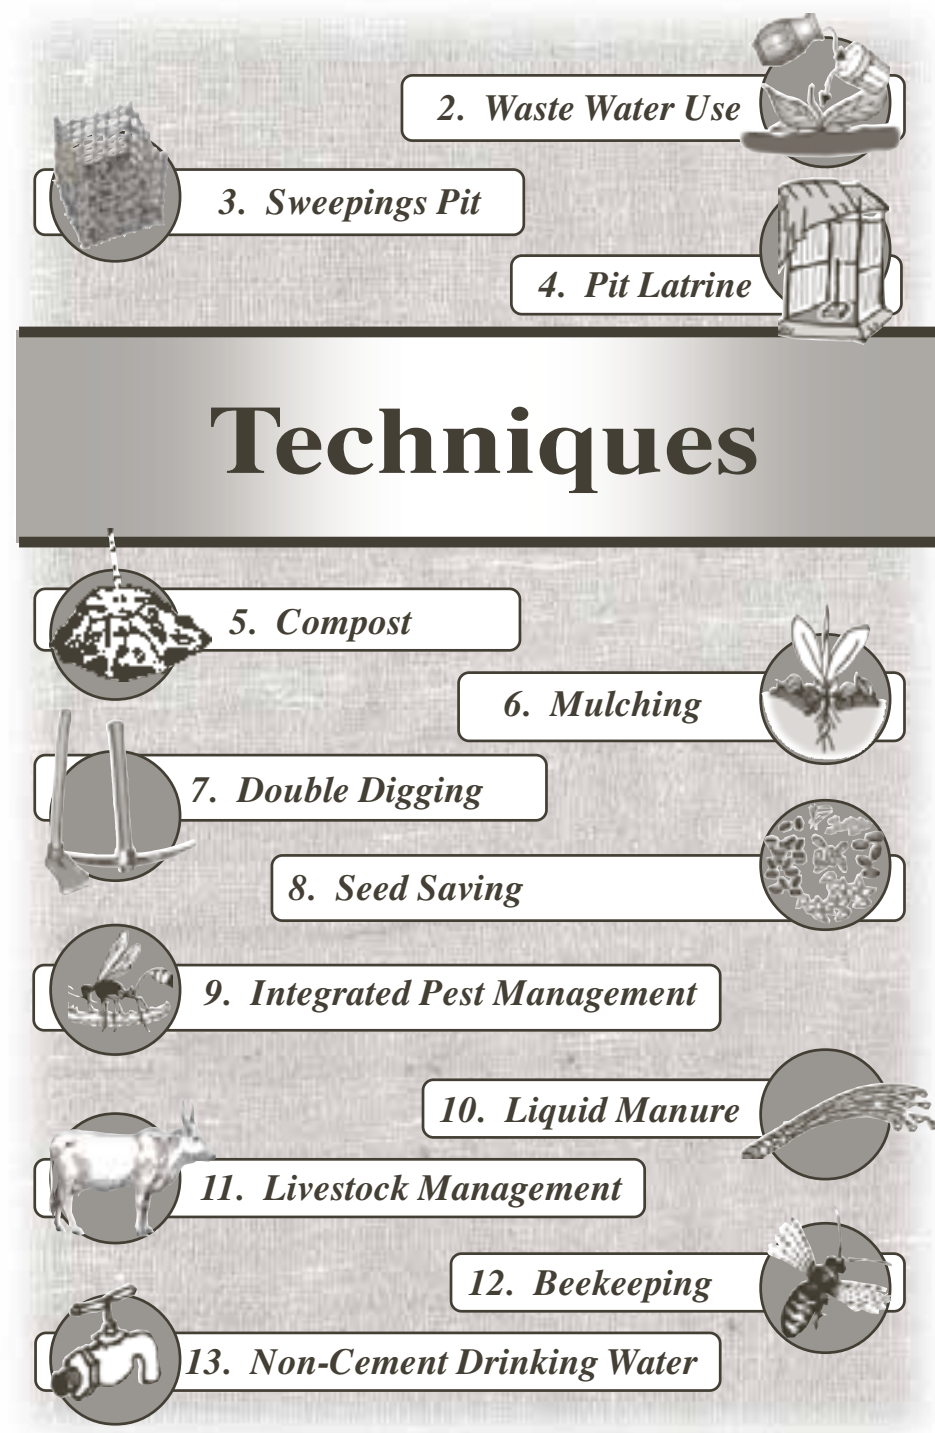 2. Waste Water Use
3. Sweepings Pit
4. Pit Latrine
Techniques
5. Compost
6. Mulching
7. Double Digging
8. Seed Saving
9. Integrated Pest Management
10. Liquid Manure
11. Livestock Management
12. Beekeeping
13. Non-Cement Drinking Water